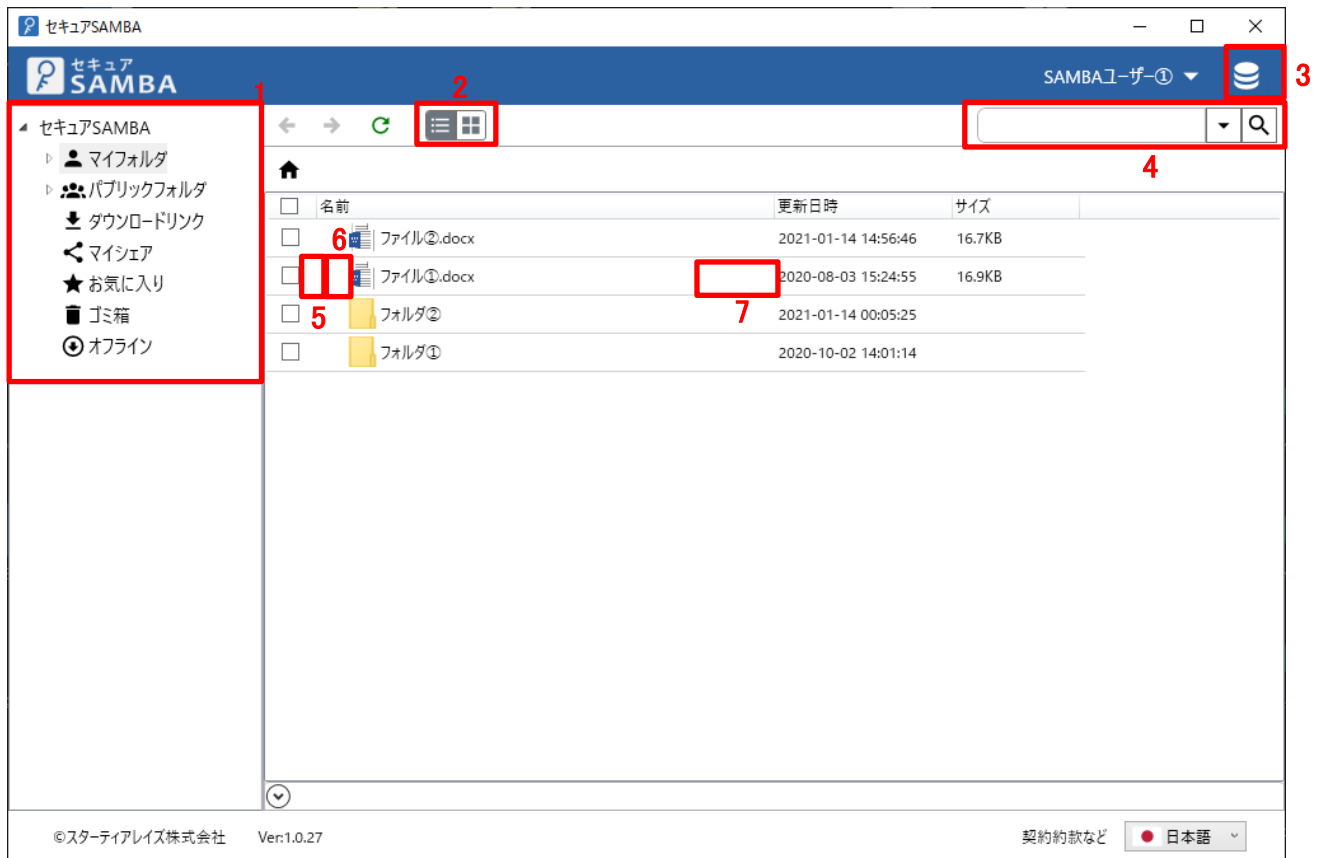 セキュアSAMBA
セキュア
SAMBA
SAMBAユーザー①
3
1
2
セキュアSAMBA
マイフォルダ
パブリックフォルダ
ダウンロードリンク
マイシェア
お気に入り
ゴミ箱
オフライン
4
名前 更新日時 サイズ
6
ファイル②.docx 2021-01-14 14:56:46 16.7KB
ファイル①.docx 2020-08-03 15:24:55 16.9KB
5
7
フォルダ② 2021-01-14 00:05:25
フォルダ① 2020-10-02 14:01:14
©スターティアレイズ株式会社 Ver:1.0.27 契約約款など 日本語